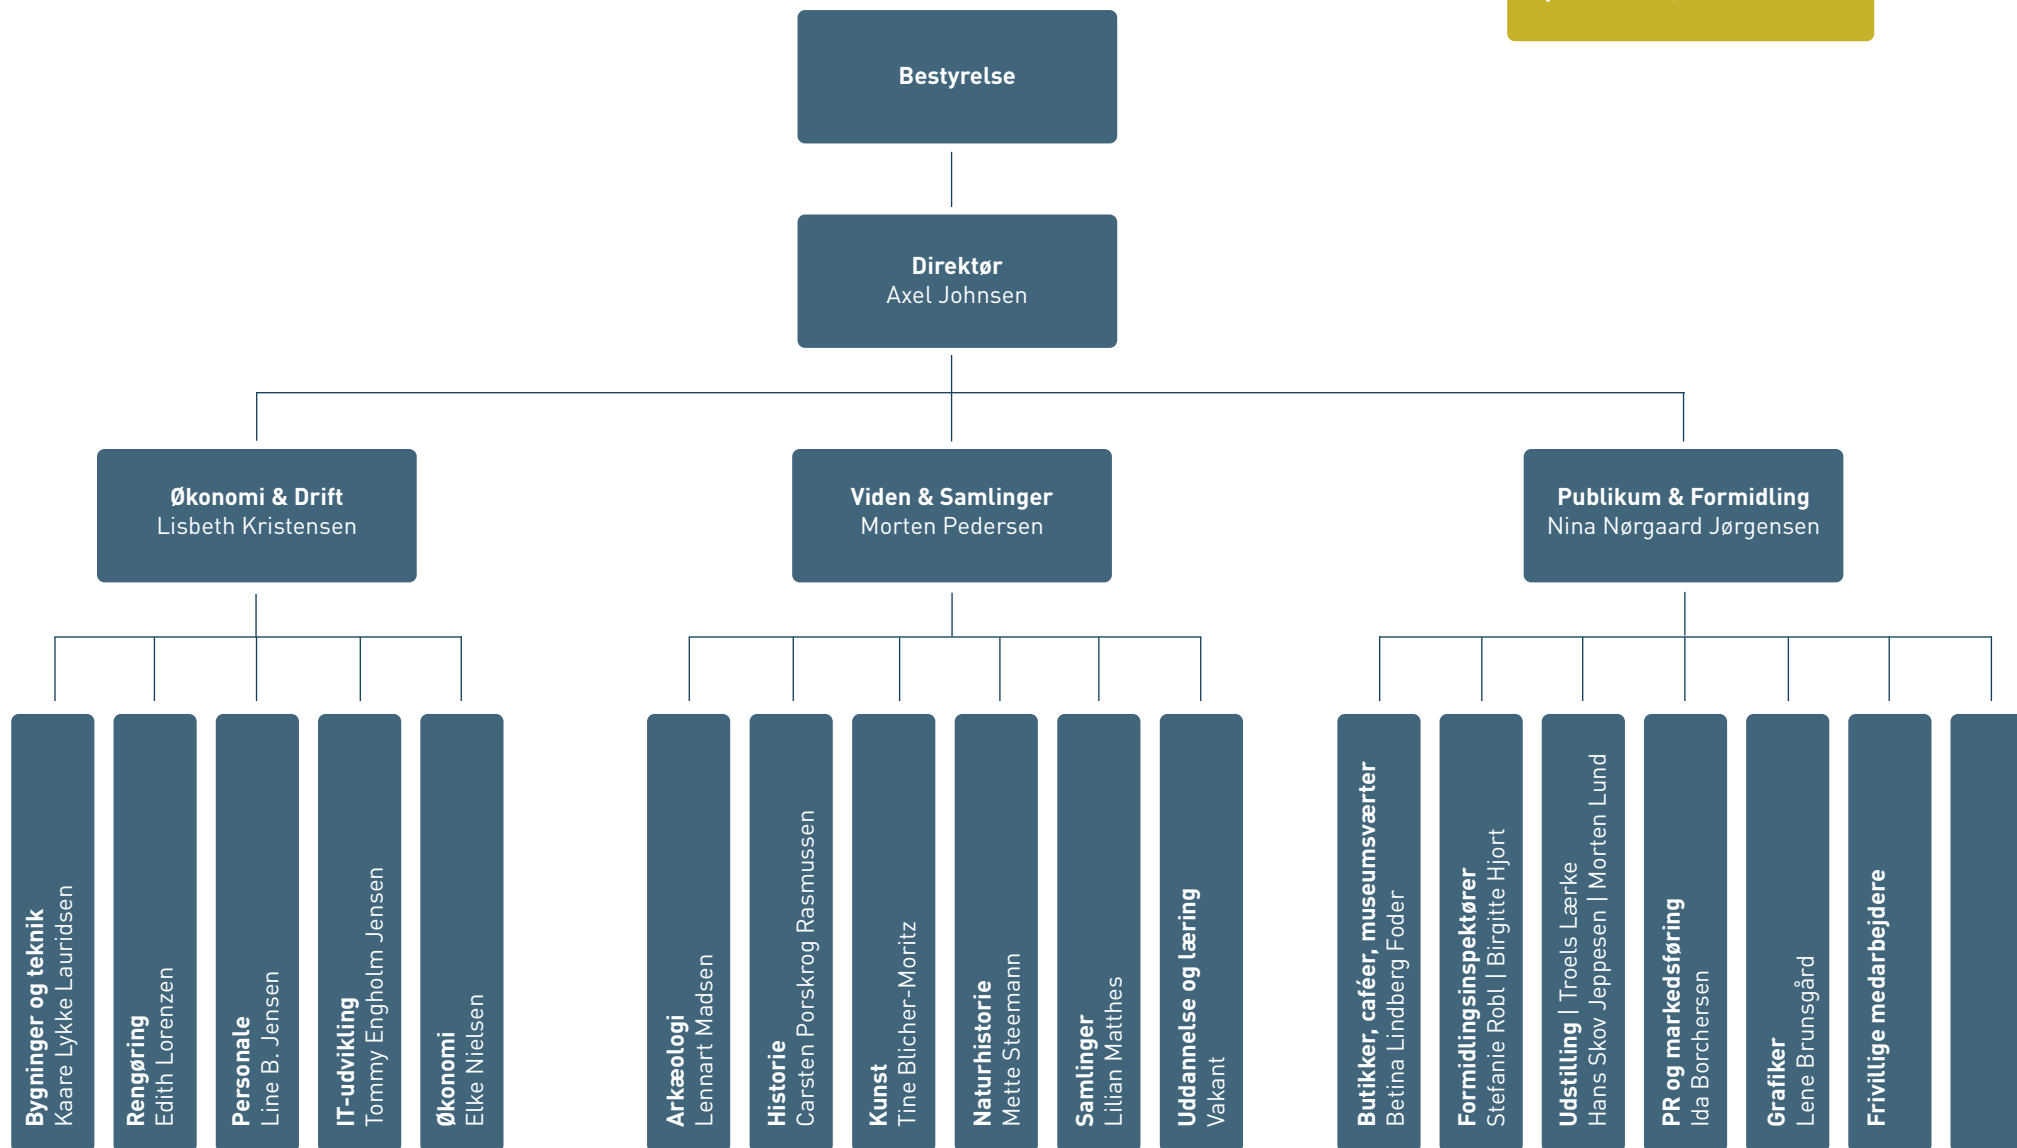 Bestyrelse
Direktør
Axel Johnsen
Økonomi & Drift
Lisbeth Kristensen
Viden & Samlinger
Morten Pedersen
Publikum & Formidling
Nina Nørgaard Jørgensen
Bygninger og teknik
Kaare Lykke Lauridsen
Rengøring
Edith Lorenzen
Personale
Line B. Jensen
IT-udvikling
Tommy Engholm Jensen
Økonomi
Elke Nielsen
Arkæologi
Lennart Madsen
Historie
Carsten Porskrog Rasmussen
Kunst
Tine Blicher-Moritz
Naturhistorie
Mette Steemann
Samlinger
Lilian Matthes
Uddannelse og læring
Vakant
Butikker, caféer, museumsværter
Betina Lindberg Foder
Formidlingsinspektører
Stefanie Robl | Birgitte Hjort
Udstilling | Troels Lærke
Hans Skov Jeppesen | Morten Lund
PR og markedsføring
Ida Borchersen
Grafiker
Lene Brunsgård
Frivillige medarbejdere